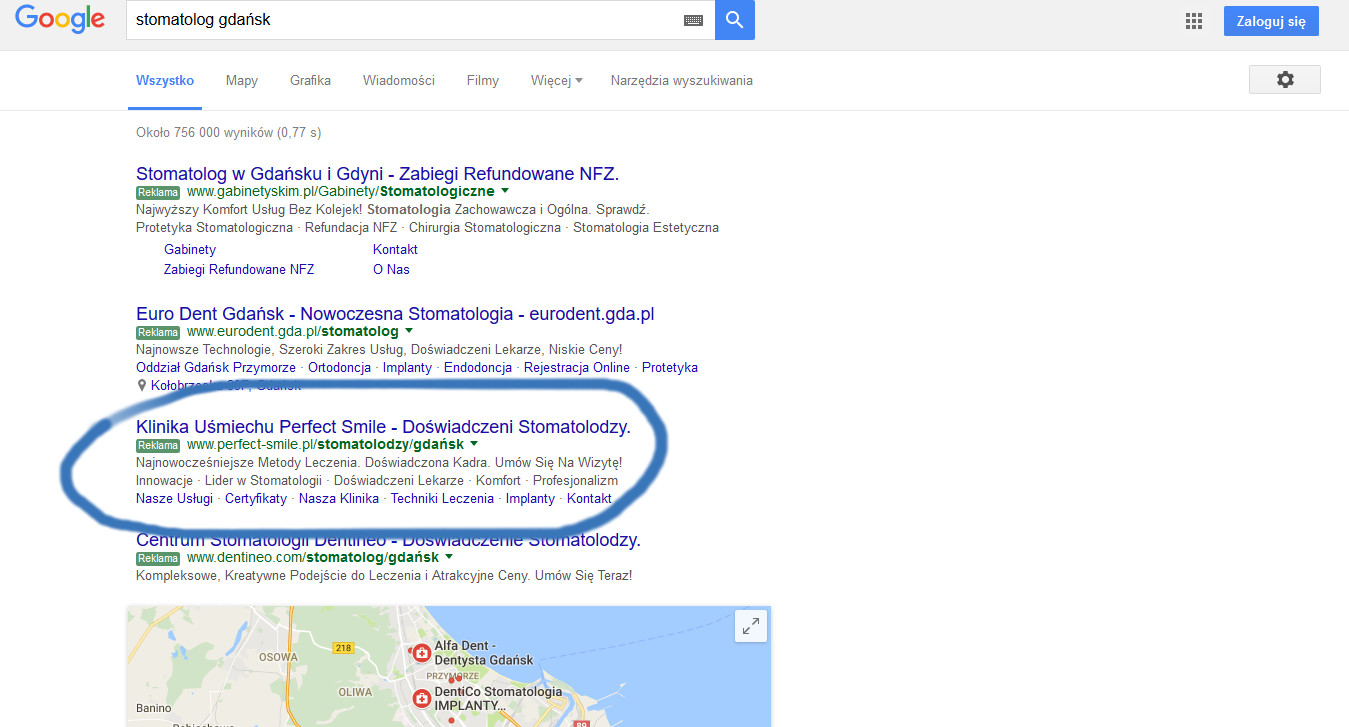 Google
stomatolog gdańsk
Zaloguj się
Wszystko Mapy Grafika Wiadomości Filmy Więcej Narzędzia wyszukiwania
Około 756 000 wyników (0,77 s)
Stomatolog w Gdańsku i Gdyni - Zabiegi Refundowane NFZ.
Reklama www.gabinetyskim.pl/Gabinety/Stomatologiczne
Najwyższy Komfort Usług Bez Kolejek! Stomatologia Zachowawcza i Ogólna. Sprawdź.
Protetyka Stomatologiczna · Refundacja NFZ · Chirurgia Stomatologiczna · Stomatologia Estetyczna
Gabinety Kontakt
Zabiegi Refundowane NFZ O Nas
Euro Dent Gdańsk - Nowoczesna Stomatologia - eurodent.gda.pl
Reklama www.eurodent.gda.pl/stomatolog
Najnowsze Technologie, Szeroki Zakres Usług, Doświadczeni Lekarze, Niskie Ceny!
Oddział Gdańsk Przymorze · Ortodoncja · Implanty · Endodoncja · Rejestracja Online · Protetyka
Gdańsk
Klinika Uśmiechu Perfect Smile - Doświadczeni Stomatolodzy.
Reklama www.perfect-smile.pl/stomatolodzy/gdańsk
Najnowocześniejsze Metody Leczenia. Doświadczona Kadra. Umów Się Na Wizytę!
Innowacje · Lider w Stomatologii · Doświadczeni Lekarze · Komfort · Profesjonalizm
Nasze Usługi · Certyfikaty · Nasza Klinika · Techniki Leczenia · Implanty · Kontakt
Centrum Stomatologii Dentineo - Doświadczenie Stomatolodzy.
Reklama www.dentineo.com/stomatolog/gdańsk
Kompleksowe, Kreatywne Podejście do Leczenia i Atrakcyjne Ceny. Umów Się Teraz!
Alfa Dent -
Dentysta Gdańsk
218
OSOWA
PRZYMORZE
OLIWA
DentiCo Stomatologia
IMPLANTY...
Banino
89